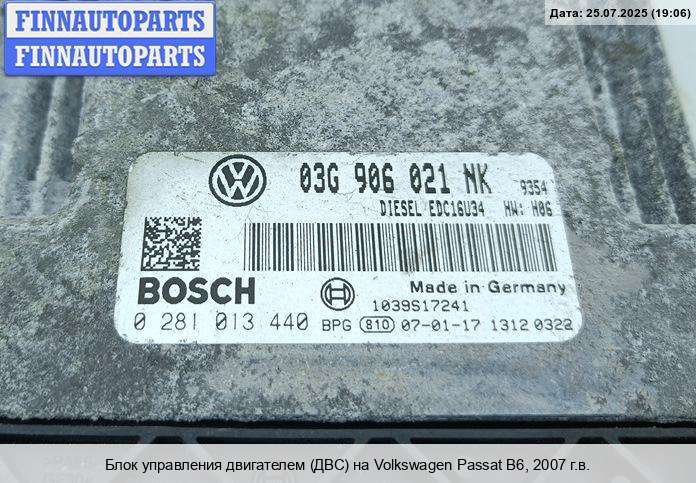 FINNAUTOPARTS
FINNAUTOPARTS
Дата: 25.07.2025 (19:06)
03G 906 021 NK 9354
DIESEL EDC16U34 HW: H06
BOSCH
Made in Germany
1039S17241
0 281 013 440 BPG 810 07-01-17 1312 0322
Блок управления двигателем (ДВС) на Volkswagen Passat B6, 2007 г.в.